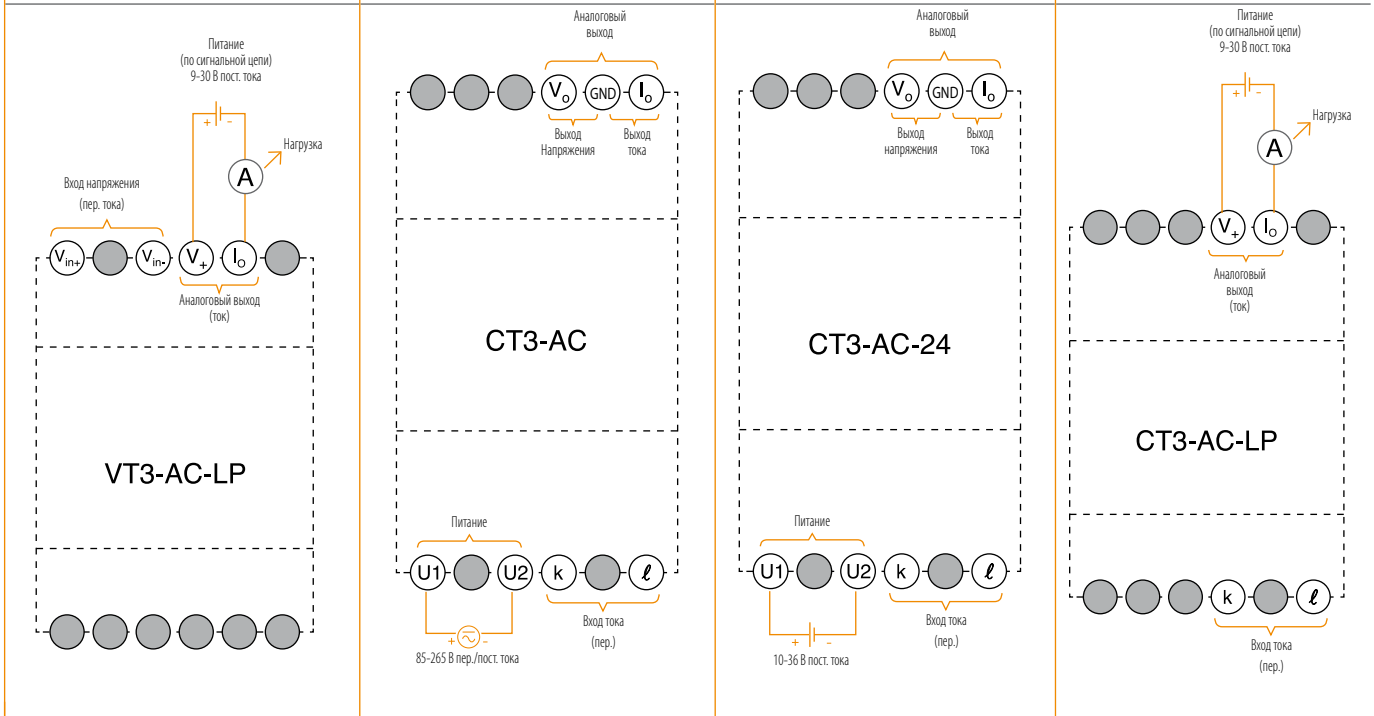 Питание
(по сигнальной цепи)
9-30 В пост. тока
+ -
Нагрузка
A
Вход напряжения
(пер. тока)
Vin+ Vin- V+ IO
Аналоговый выход
(ток)
VT3-AC-LP
Аналоговый
выход
Vo GND Io
Выход
Напряжения
Выход
тока
CT3-AC
Питание
U1 U2 k ℓ
+ -
85-265 В пер./пост. тока
Вход тока
(пер.)
Аналоговый
выход
Vo GND Io
Выход
напряжения
Выход
тока
CT3-AC-24
Питание
U1 U2 k ℓ
+ -
10-36 В пост. тока
Вход тока
(пер.)
Питание
(по сигнальной цепи)
9-30 В пост. тока
+ -
Нагрузка
A
V+ IO
Аналоговый
выход
(ток)
CT3-AC-LP
k ℓ
Вход тока
(пер.)